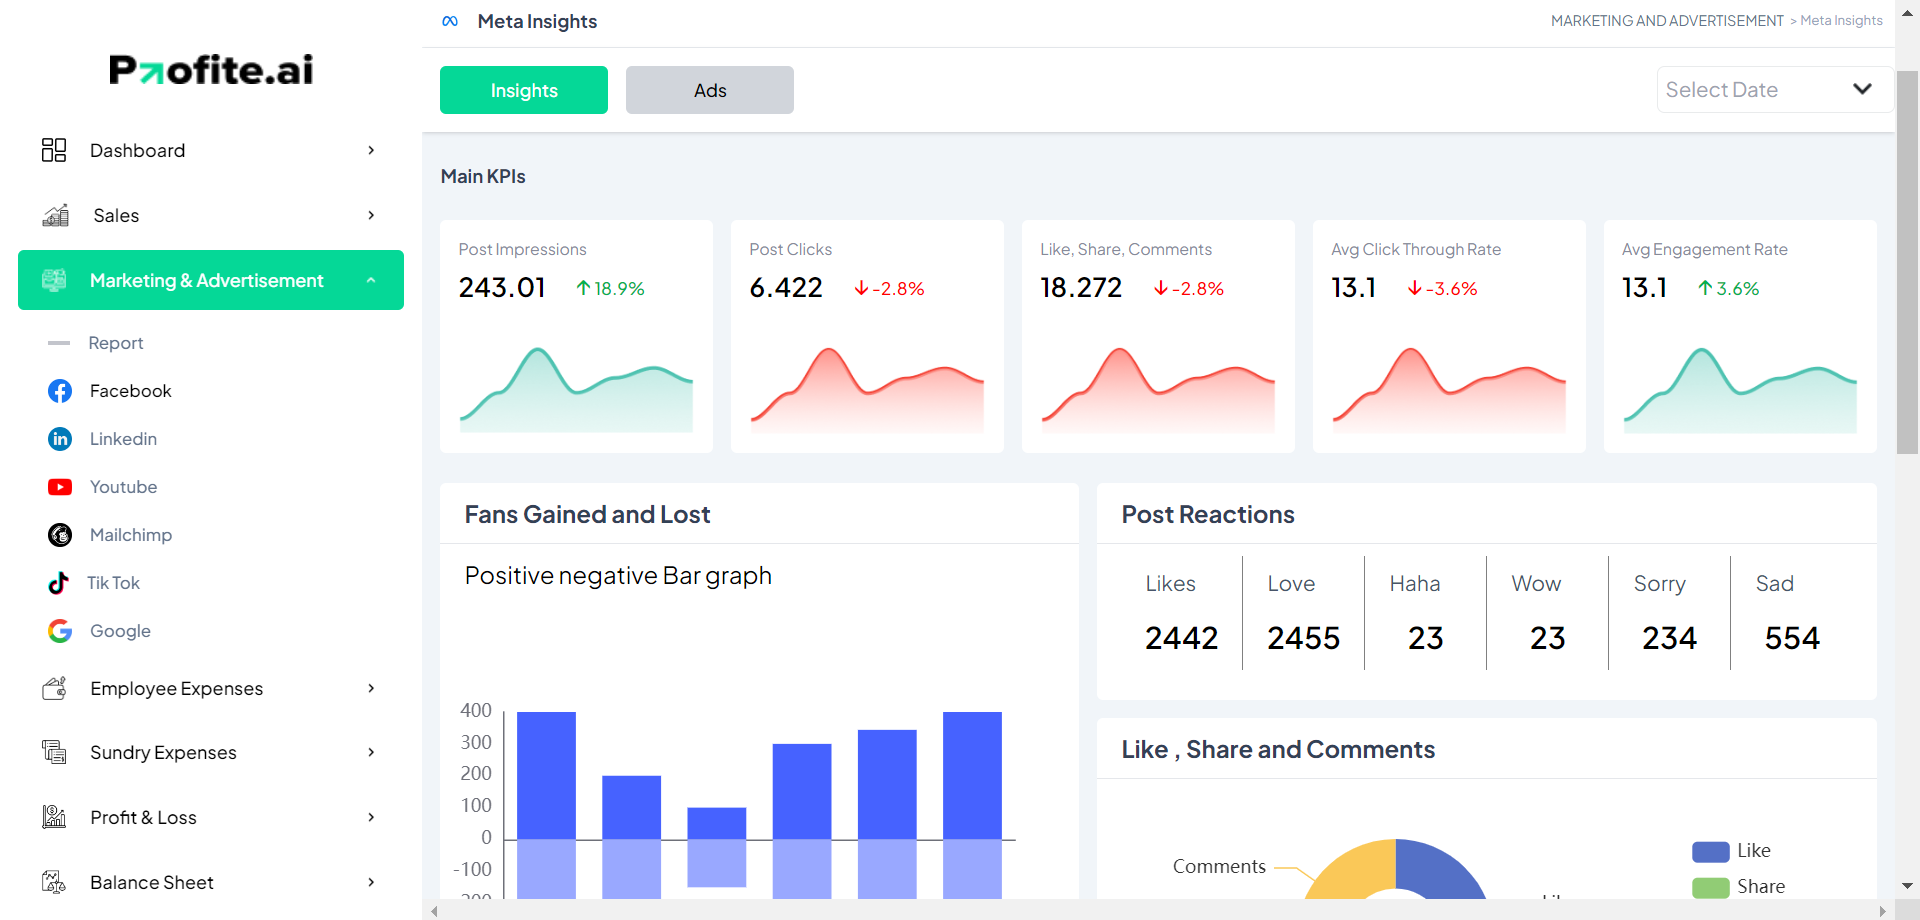 Profite.ai
Dashboard
Sales
Marketing & Advertisement
Report
Facebook
Linkedin
Youtube
Mailchimp
Tik Tok
Google
Employee Expenses
Sundry Expenses
Profit & Loss
Balance Sheet
Meta Insights
MARKETING AND ADVERTISEMENT > Meta Insights
Insights
Ads
Select Date
Main KPIs
Post Impressions
243.01 18.9%
Post Clicks
6.422 -2.8%
Like, Share, Comments
18.272 -2.8%
Avg Click Through Rate
13.1 -3.6%
Avg Engagement Rate
13.1 3.6%
Fans Gained and Lost
Positive negative Bar graph
400
300
200
100
0
-100
Post Reactions
Likes Love Haha Wow Sorry Sad
2442 2455 23 23 234 554
Like , Share and Comments
Comments
Like
Share